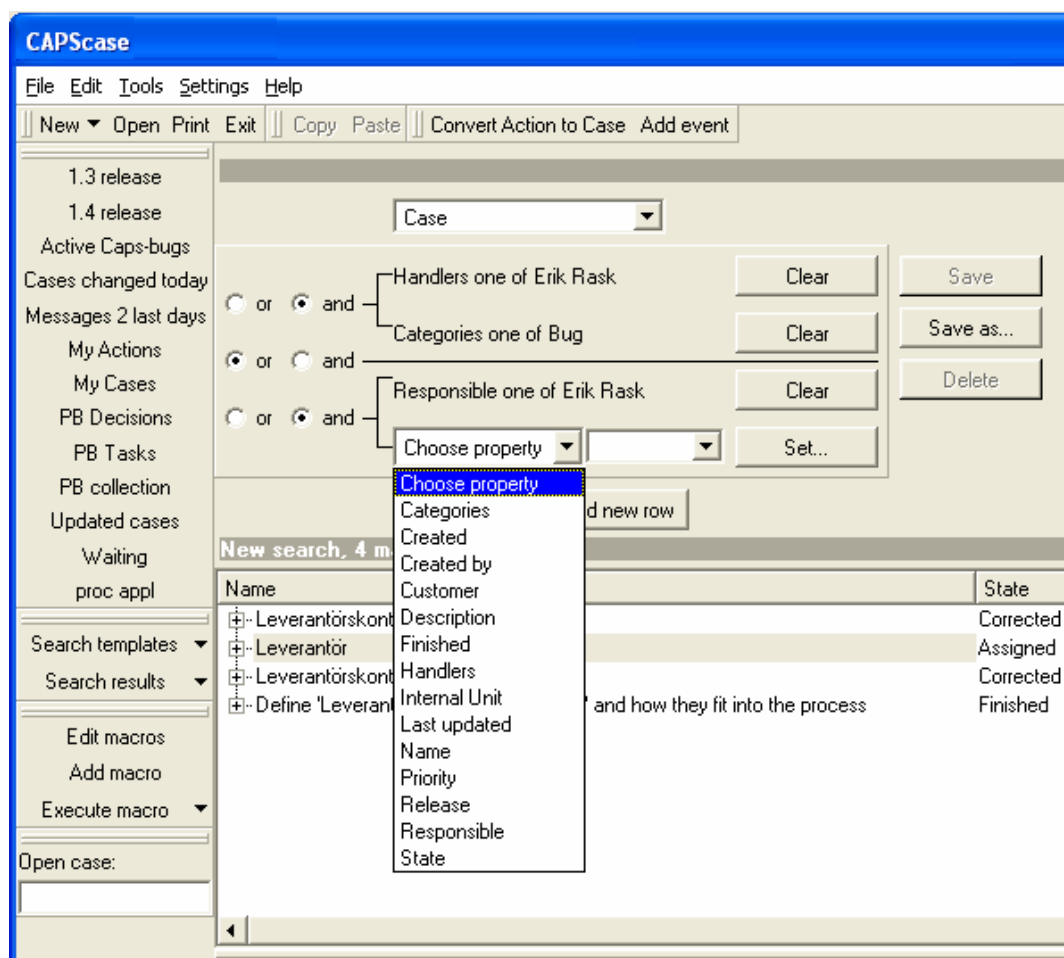 CAPScase
File Edit Tools Settings Help
New Open Print Exit Copy Paste Convert Action to Case Add event
1.3 release
1.4 release
Active Caps-bugs
Cases changed today
Messages 2 last days
My Actions
My Cases
PB Decisions
PB Tasks
PB collection
Updated cases
Waiting
proc appl
Search templates
Search results
Edit macros
Add macro
Execute macro
Open case:
Case
or and
Handlers one of Erik Rask Clear
Categories one of Bug Clear
or and
or and
Responsible one of Erik Rask Clear
Choose property Set...
Save
Save as...
Delete
Choose property
Categories
Created
Created by
Customer
Description
Finished
Handlers
Internal Unit
Last updated
Name
Priority
Release
Responsible
State
new row
New search, 4
Name State
Leverantörskont Corrected
Leverantör Assigned
Leverantörskont Corrected
Define 'Leveran ' and how they fit into the process Finished